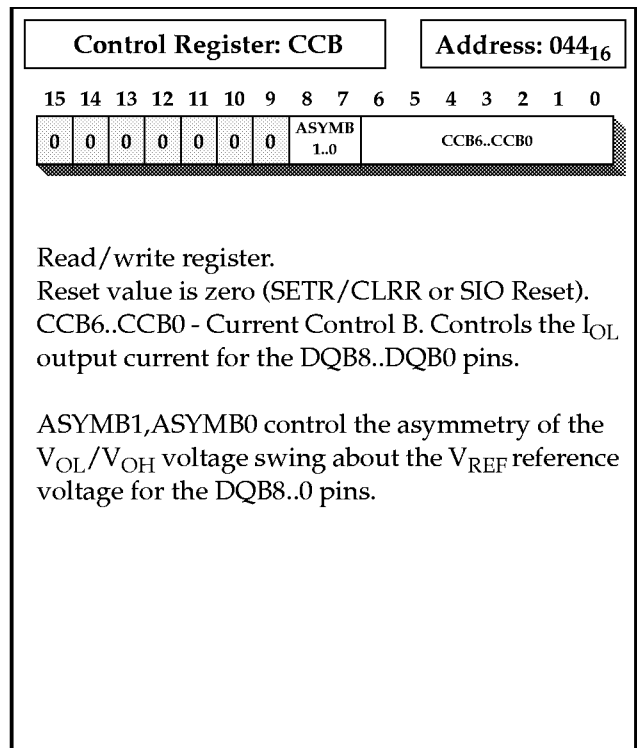 Control Register: CCB
Address: 044₁₆
15 14 13 12 11 10 9 8 7 6 5 4 3 2 1 0
0 0 0 0 0 0 0 ASYMB 1..0 CCB6..CCB0
Read/write register.
Reset value is zero (SETR/CLRR or SIO Reset).
CCB6..CCB0 - Current Control B. Controls the I_OL
output current for the DQB8..DQB0 pins.
ASYMB1,ASYMB0 control the asymmetry of the
V_OL/V_OH voltage swing about the V_REF reference
voltage for the DQB8..0 pins.